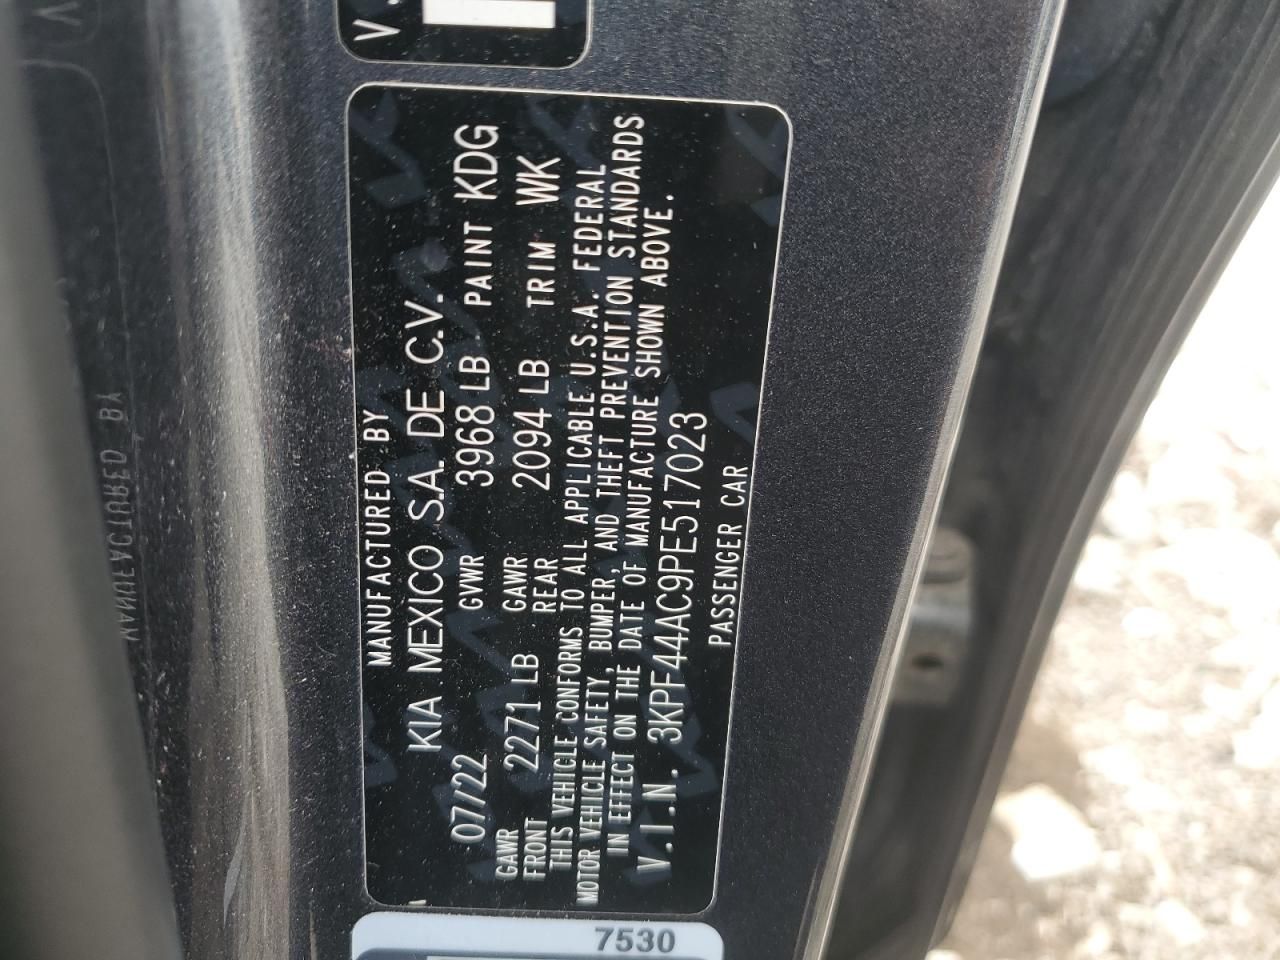 V
MANUFACTURED BY
KIA MEXICO S.A. DE C.V.
07/22 GVWR 3968 LB PAINT KDG
GAWR FRONT 2271 LB GAWR REAR 2094 LB TRIM WK
THIS VEHICLE CONFORMS TO ALL APPLICABLE U.S.A. FEDERAL
MOTOR VEHICLE SAFETY, BUMPER, AND THEFT PREVENTION STANDARDS
IN EFFECT ON THE DATE OF MANUFACTURE SHOWN ABOVE.
V.I.N. 3KPF44AC9PE517023
PASSENGER CAR
7530
MANUFACTURED BY